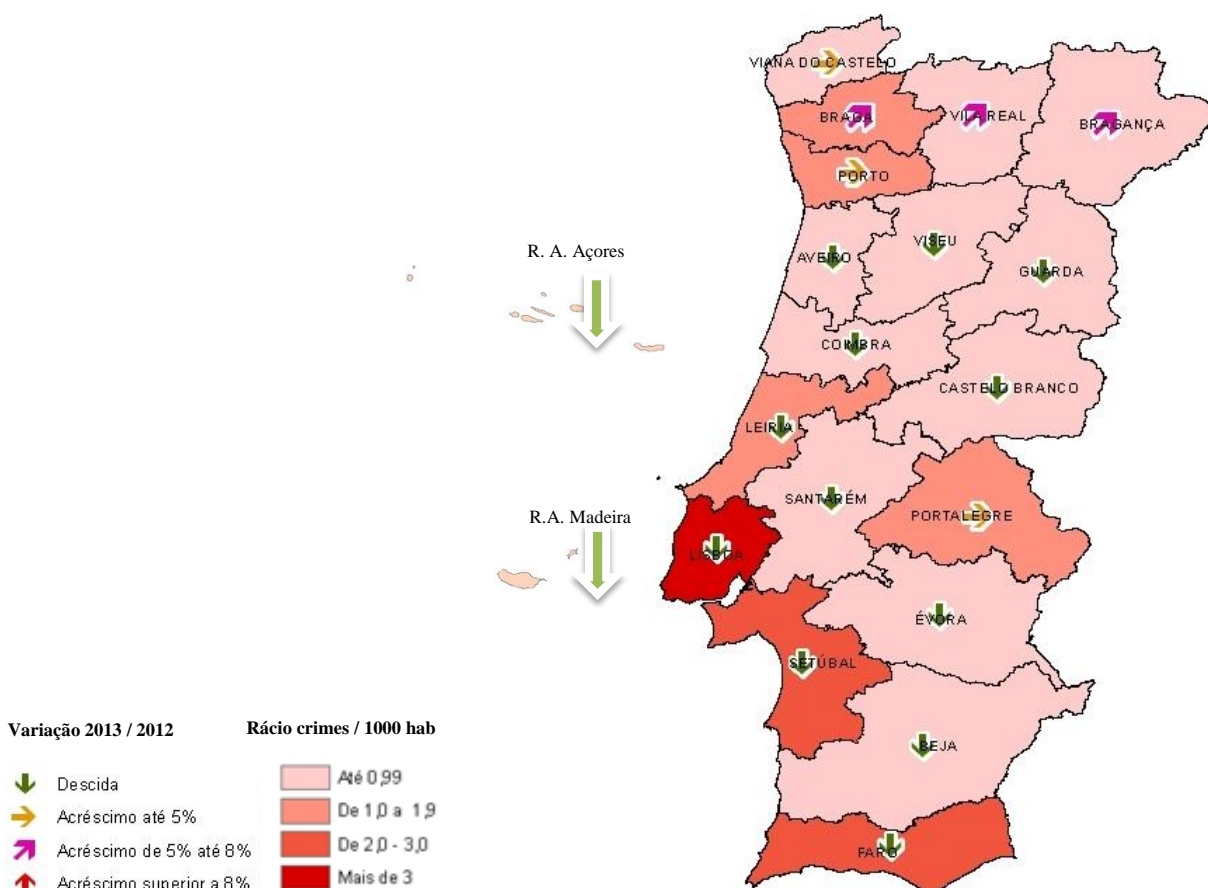 VIANA DO CASTELO
BRAGA
VILA REAL
BRAGANÇA
PORTO
R. A. Açores
AVEIRO
VISEU
GUARDA
COIMBRA
CASTELO BRANCO
LEIRIA
SANTARÉM
PORTALEGRE
R.A. Madeira
LISBOA
ÉVORA
SETÚBAL
BEJA
FARO
Variação 2013 / 2012
Descida
Acréscimo até 5%
Acréscimo de 5% até 8%
Acréscimo superior a 8%
Rácio crimes / 1000 hab
Até 0,99
De 1,0 a 1,9
De 2,0 - 3,0
Mais de 3